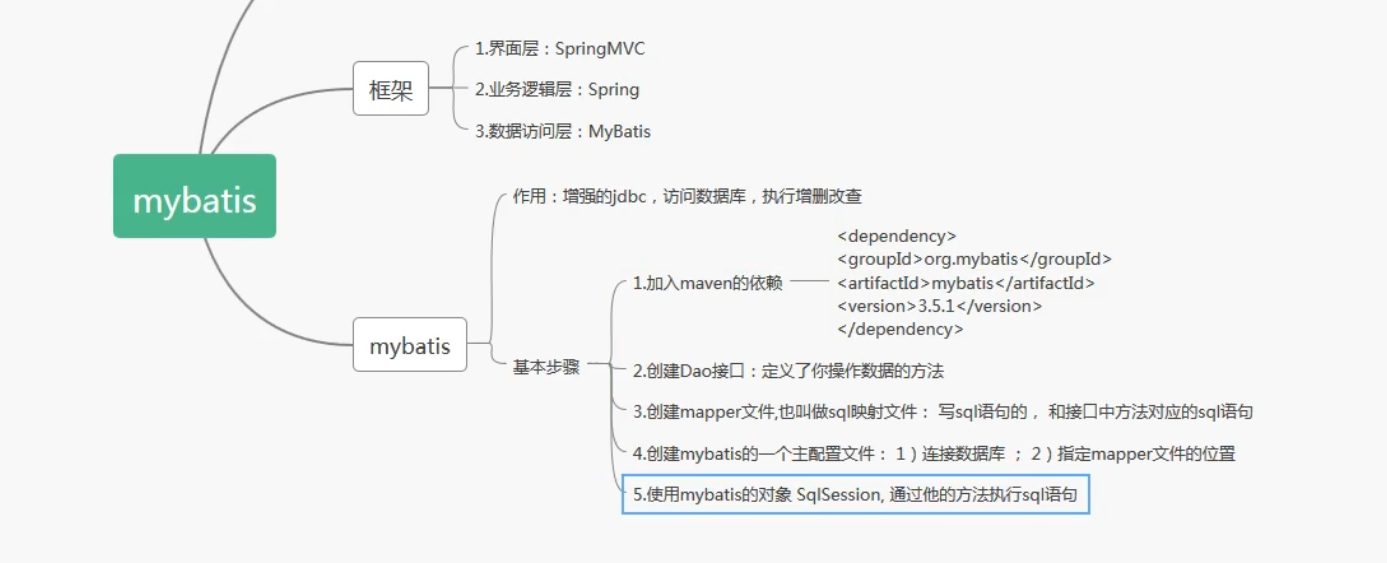 框架
1.界面层：SpringMVC
2.业务逻辑层：Spring
3.数据访问层：MyBatis
mybatis
作用：增强的jdbc，访问数据库，执行增删改查
mybatis
基本步骤
1.加入maven的依赖
<dependency>
<groupId>org.mybatis</groupId>
<artifactId>mybatis</artifactId>
<version>3.5.1</version>
</dependency>
2.创建Dao接口：定义了你操作数据的方法
3.创建mapper文件,也叫做sql映射文件： 写sql语句的， 和接口中方法对应的sql语句
4.创建mybatis的一个主配置文件： 1）连接数据库 ； 2）指定mapper文件的位置
5.使用mybatis的对象 SqlSession, 通过他的方法执行sql语句